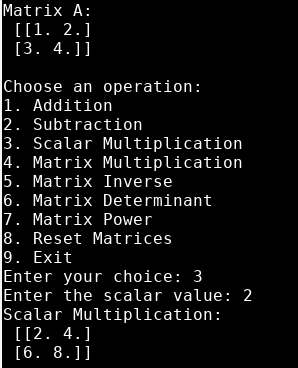 Matrix A:
[[1. 2.]
[3. 4.]]
Choose an operation:
1. Addition
2. Subtraction
3. Scalar Multiplication
4. Matrix Multiplication
5. Matrix Inverse
6. Matrix Determinant
7. Matrix Power
8. Reset Matrices
9. Exit
Enter your choice: 3
Enter the scalar value: 2
Scalar Multiplication:
[[2. 4.]
[6. 8.]]